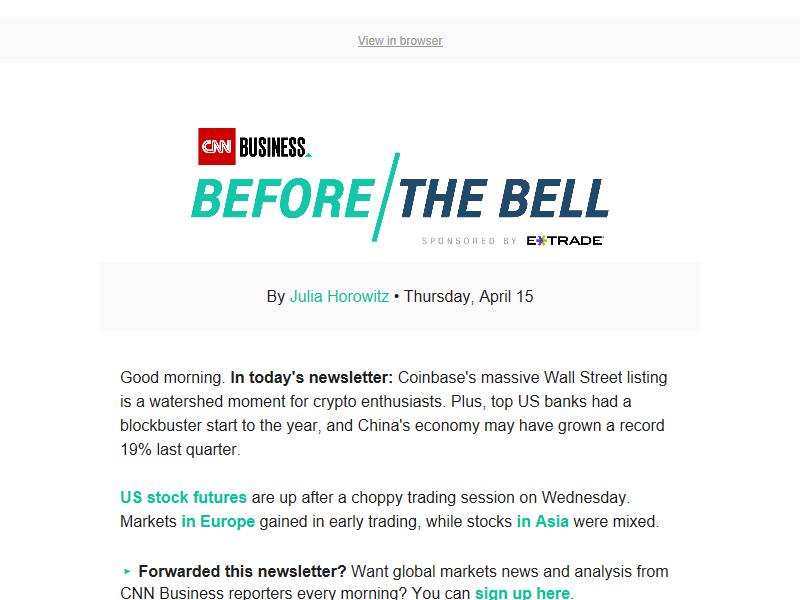 View in browser
CNN BUSINESS
BEFORE/THE BELL
SPONSORED BY E*TRADE
By Julia Horowitz • Thursday, April 15
Good morning. In today's newsletter: Coinbase's massive Wall Street listing
is a watershed moment for crypto enthusiasts. Plus, top US banks had a
blockbuster start to the year, and China's economy may have grown a record
19% last quarter.
US stock futures are up after a choppy trading session on Wednesday.
Markets in Europe gained in early trading, while stocks in Asia were mixed.
► Forwarded this newsletter? Want global markets news and analysis from
CNN Business reporters every morning? You can sign up here.